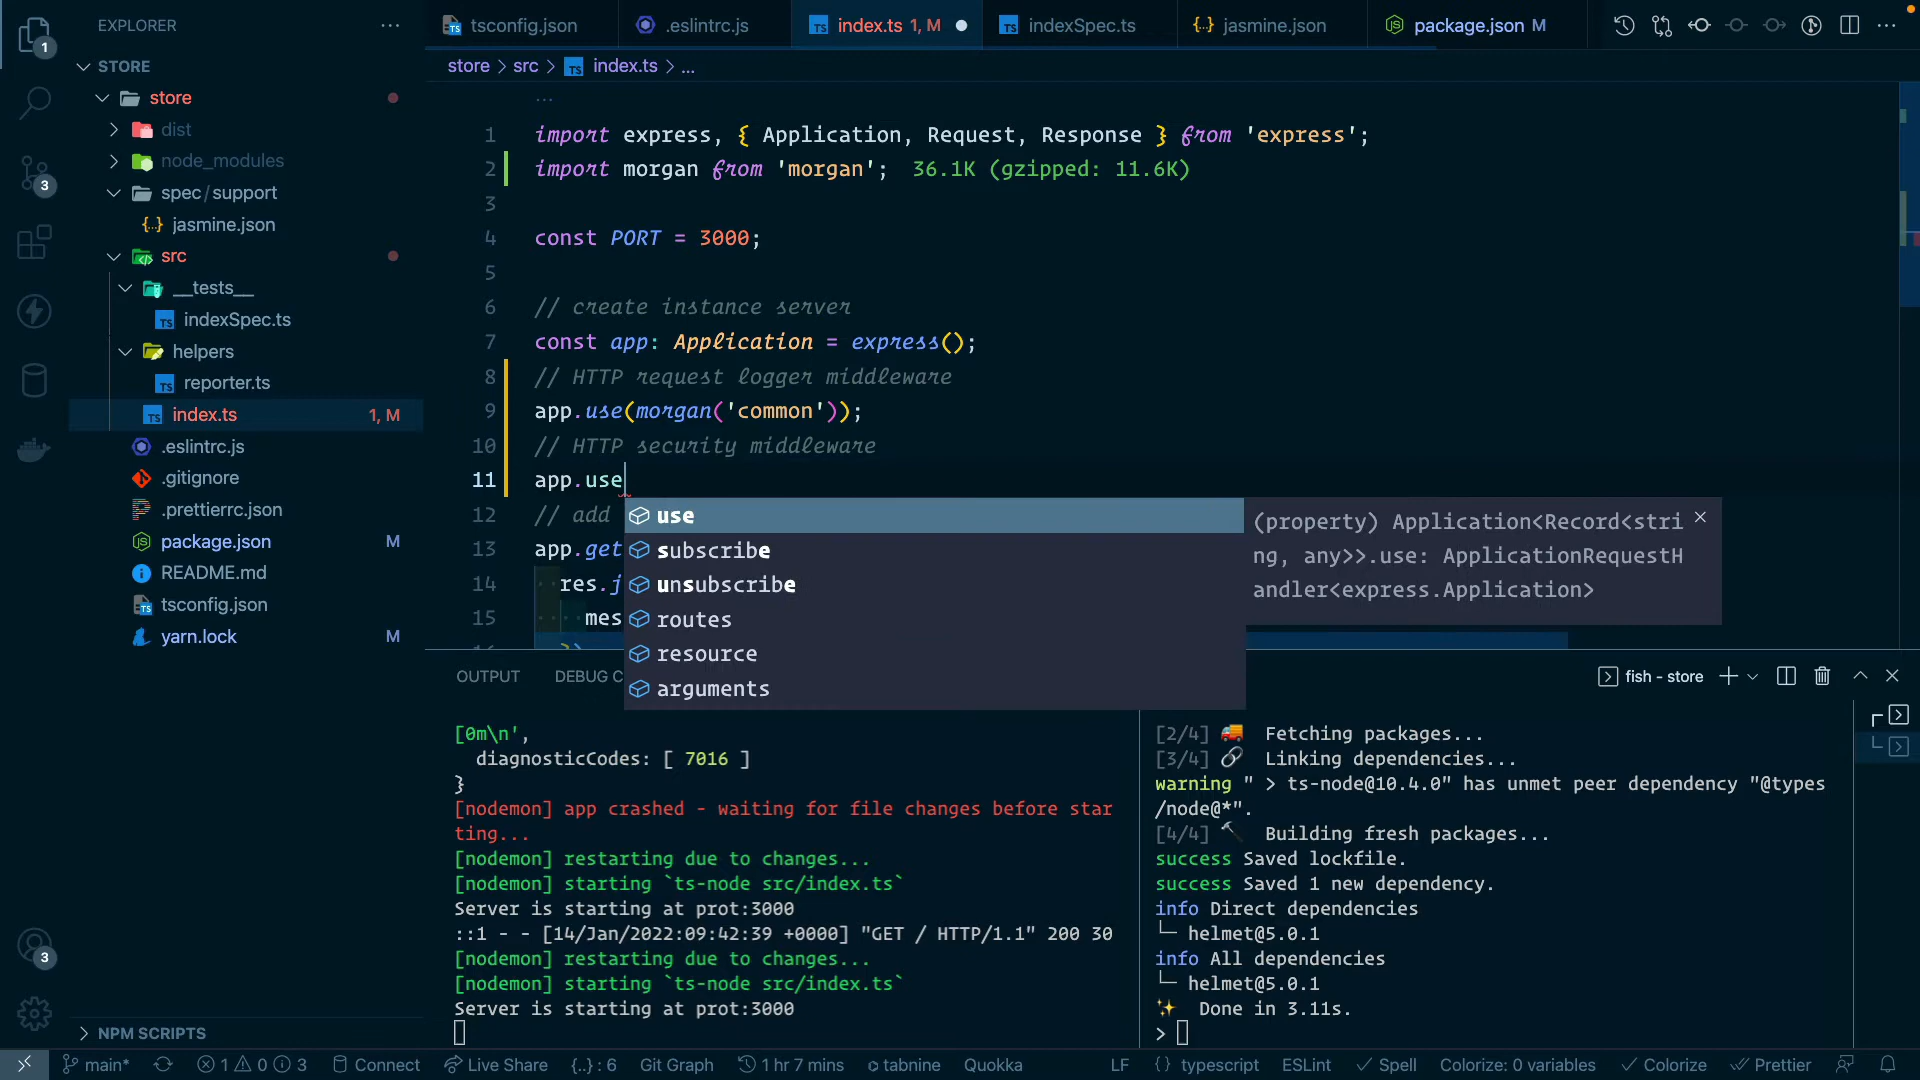 EXPLORER
STORE
store
dist
node_modules
spec/support
{..} jasmine.json
src
__tests__
indexSpec.ts
helpers
reporter.ts
index.ts 1, M
.eslintrc.js
.gitignore
.prettierrc.json
package.json M
README.md
tsconfig.json
yarn.lock M
NPM SCRIPTS
1
3
3
tsconfig.json
.eslintrc.js
index.ts 1, M
indexSpec.ts
{..} jasmine.json
package.json M
store > src > index.ts > ...
...
1 import express, { Application, Request, Response } from 'express';
2 import morgan from 'morgan'; 36.1K (gzipped: 11.6K)
3
4 const PORT = 3000;
5
6 // create instance server
7 const app: Application = express();
8 // HTTP request logger middleware
9 app.use(morgan('common'));
10 // HTTP security middleware
11 app.use
12 // add
13 app.get
14 res.j
15 mes
use
subscribe
unsubscribe
routes
resource
arguments
(property) Application<Record<stri
ng, any>>.use: ApplicationRequestH
andler<express.Application>
OUTPUT
DEBUG C
fish - store
[0m\n',
diagnosticCodes: [ 7016 ]
}
[nodemon] app crashed - waiting for file changes before star
ting...
[nodemon] restarting due to changes...
[nodemon] starting `ts-node src/index.ts`
Server is starting at prot:3000
::1 - - [14/Jan/2022:09:42:39 +0000] "GET / HTTP/1.1" 200 30
[nodemon] restarting due to changes...
[nodemon] starting `ts-node src/index.ts`
Server is starting at prot:3000
[2/4] 🚚 Fetching packages...
[3/4] 🔗 Linking dependencies...
warning " > ts-node@10.4.0" has unmet peer dependency "@types
/node@*".
[4/4] 🔨 Building fresh packages...
success Saved lockfile.
success Saved 1 new dependency.
info Direct dependencies
└─ helmet@5.0.1
info All dependencies
└─ helmet@5.0.1
✨ Done in 3.11s.
>
main*
1 0 3
Connect
Live Share
{..} : 6
Git Graph
1 hr 7 mins
tabnine
Quokka
LF
{} typescript
ESLint
Spell
Colorize: 0 variables
Colorize
Prettier